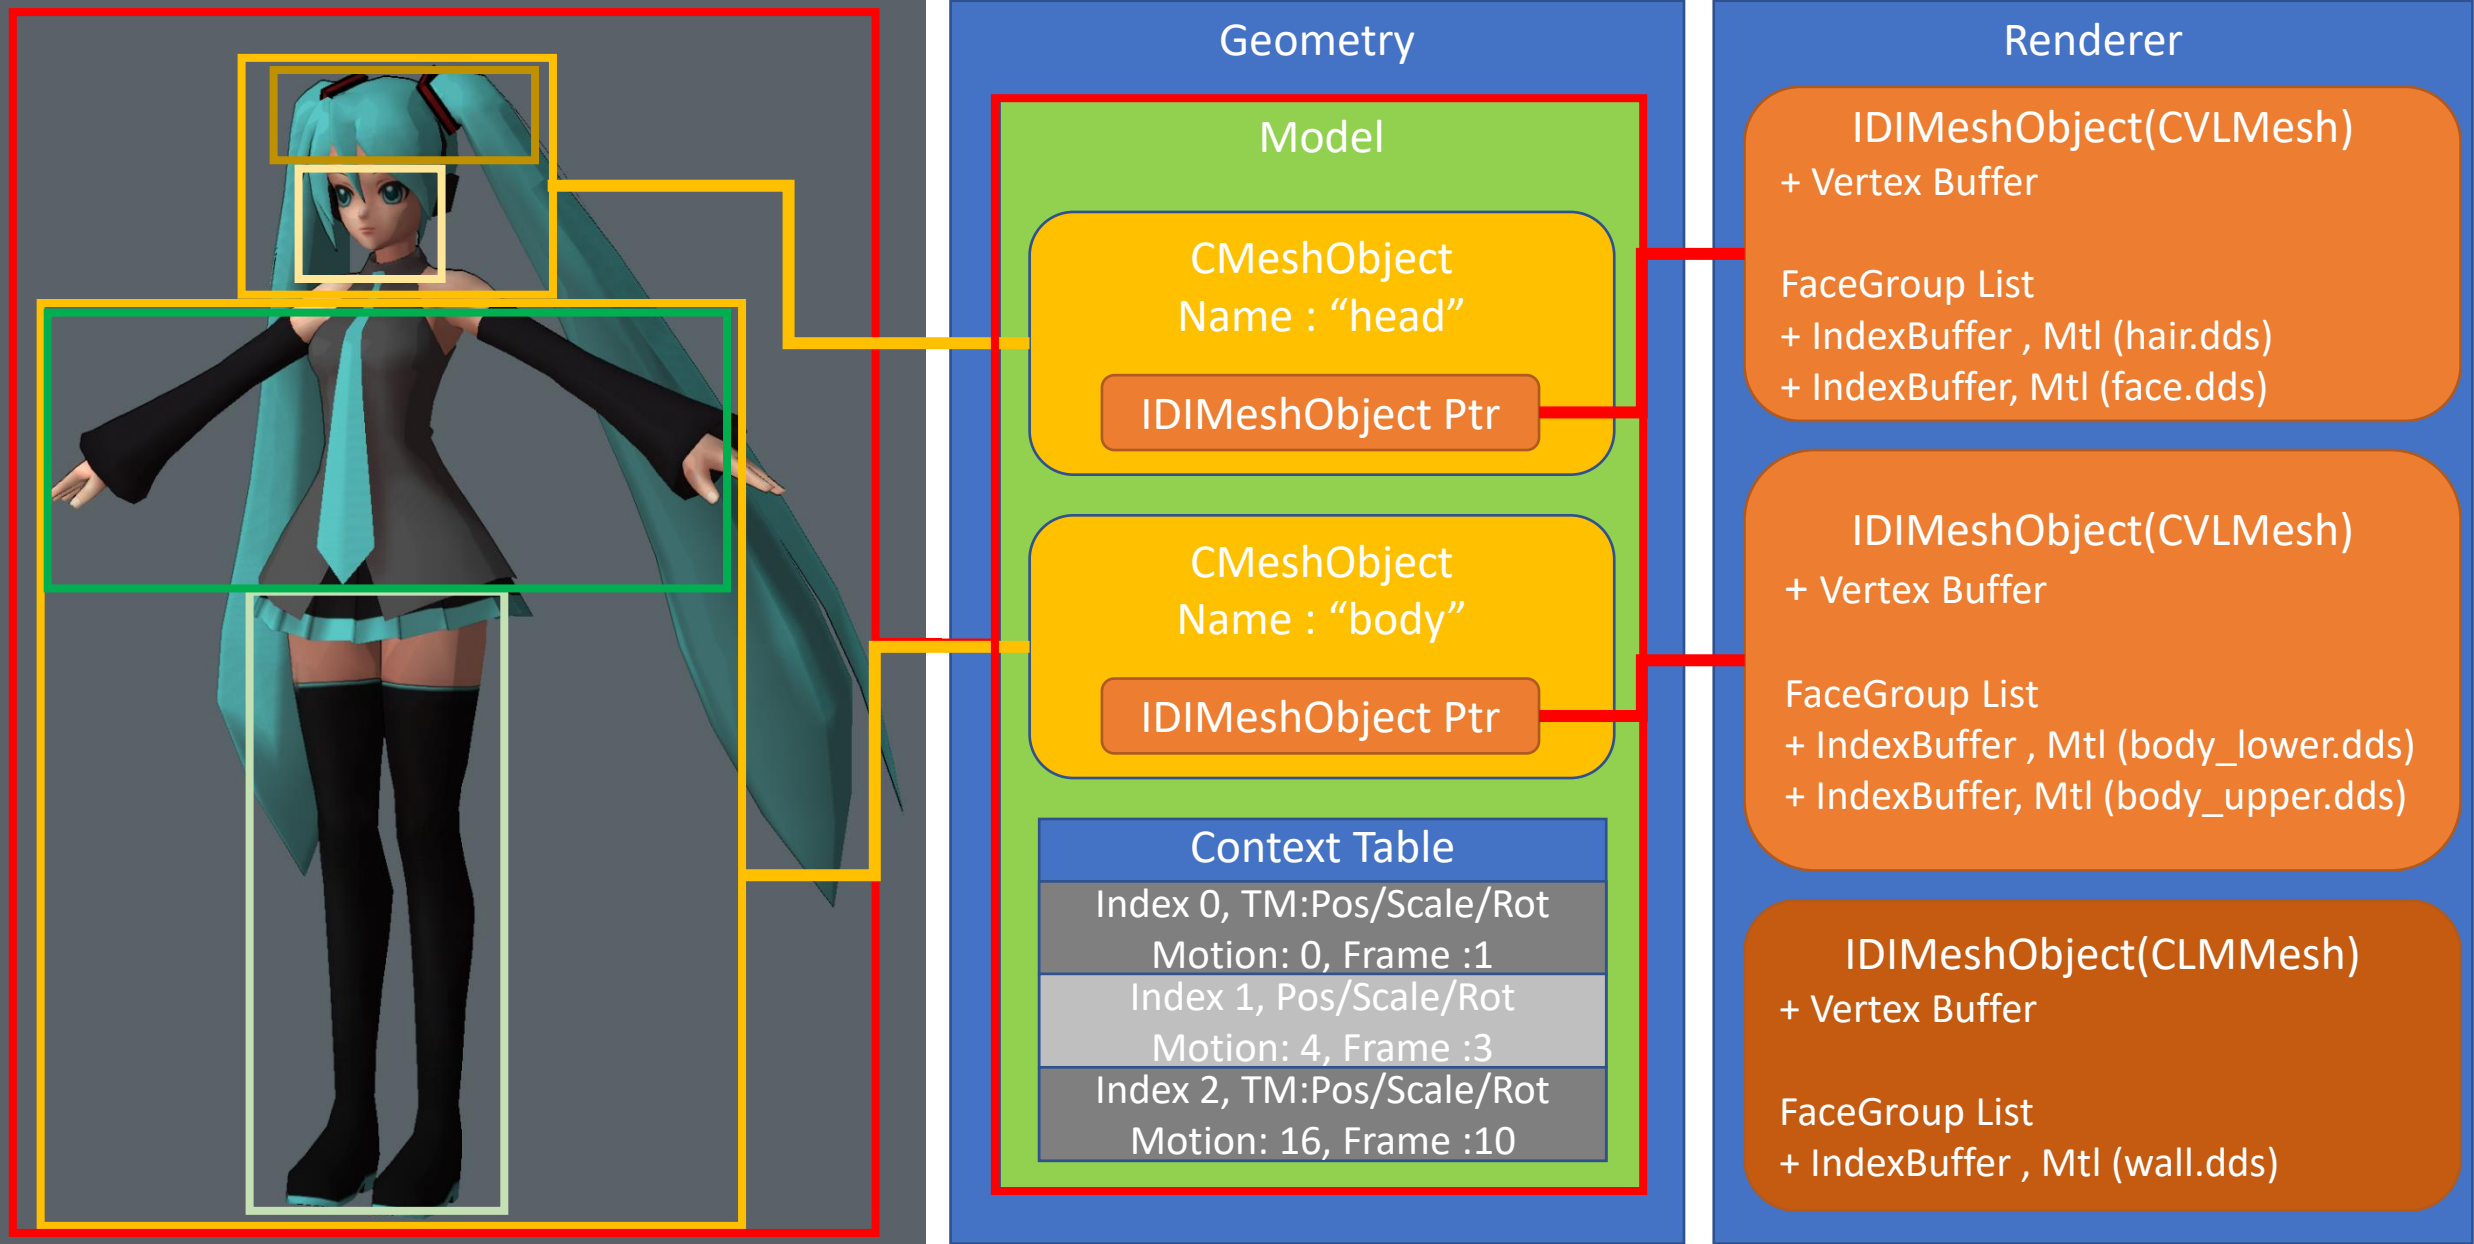 Geometry
Model
CMeshObject
Name : “head”
IDIMeshObject Ptr
CMeshObject
Name : “body”
IDIMeshObject Ptr
Context Table
Index 0, TM:Pos/Scale/Rot
Motion: 0, Frame :1
Index 1, Pos/Scale/Rot
Motion: 4, Frame :3
Index 2, TM:Pos/Scale/Rot
Motion: 16, Frame :10
Renderer
IDIMeshObject(CVLMesh)
+ Vertex Buffer
FaceGroup List
+ IndexBuffer , Mtl (hair.dds)
+ IndexBuffer, Mtl (face.dds)
IDIMeshObject(CVLMesh)
+ Vertex Buffer
FaceGroup List
+ IndexBuffer , Mtl (body_lower.dds)
+ IndexBuffer, Mtl (body_upper.dds)
IDIMeshObject(CLMMesh)
+ Vertex Buffer
FaceGroup List
+ IndexBuffer , Mtl (wall.dds)